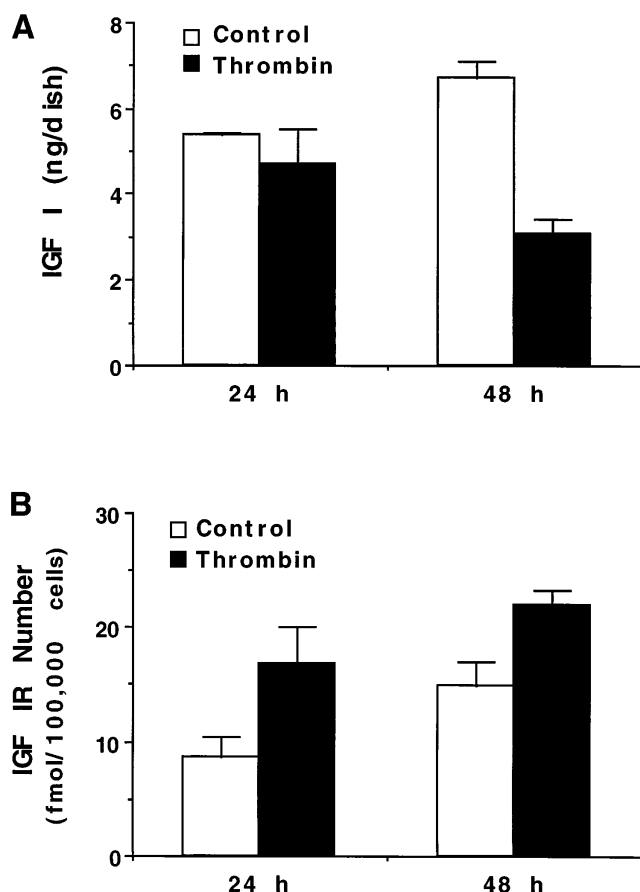 A
Control
Thrombin
IGF I (ng/dish)
8
6
4
2
0
24 h
48 h
B
Control
Thrombin
IGF IR Number
(fmol/100,000 cells)
30
20
10
0
24 h
48 h